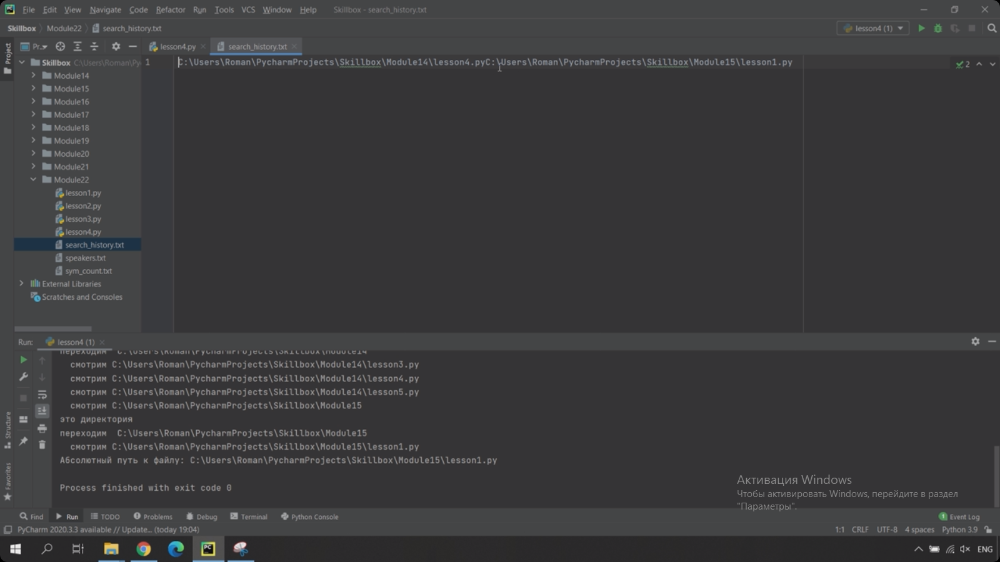 File Edit View Navigate Code Refactor Run Tools VCS Window Help Skillbox - search_history.txt
Skillbox Module22 search_history.txt lesson4 (1)
Project
Pr.. lesson4.py search_history.txt
Skillbox C:\Users\Roman\Py
1 C:\Users\Roman\PycharmProjects\Skillbox\Module14\lesson4.pyC:\Users\Roman\PycharmProjects\Skillbox\Module15\lesson1.py
2
Module14
Module15
Module16
Module17
Module18
Module19
Module20
Module21
Module22
lesson1.py
lesson2.py
lesson3.py
lesson4.py
search_history.txt
speakers.txt
sym_count.txt
External Libraries
Scratches and Consoles
Run: lesson4 (1)
переходим C:\Users\Roman\PycharmProjects\Skillbox\Module14
смотрим C:\Users\Roman\PycharmProjects\Skillbox\Module14\lesson3.py
смотрим C:\Users\Roman\PycharmProjects\Skillbox\Module14\lesson4.py
смотрим C:\Users\Roman\PycharmProjects\Skillbox\Module14\lesson5.py
смотрим C:\Users\Roman\PycharmProjects\Skillbox\Module15
это директория
переходим  C:\Users\Roman\PycharmProjects\Skillbox\Module15
смотрим C:\Users\Roman\PycharmProjects\Skillbox\Module15\lesson1.py
Абсолютный путь к файлу: C:\Users\Roman\PycharmProjects\Skillbox\Module15\lesson1.py
Process finished with exit code 0
Structure
Favorites
Активация Windows
Чтобы активировать Windows, перейдите в раздел
"Параметры".
Find Run TODO Problems Debug Terminal Python Console 1 Event Log
PyCharm 2020.3.3 available // Update... (today 19:04) 1:1 CRLF UTF-8 4 spaces Python 3.9
PC ENG